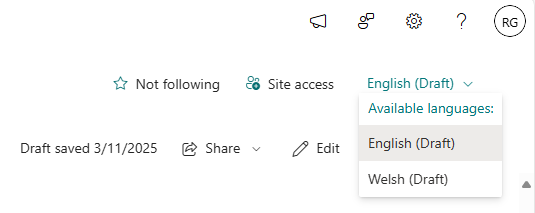 RG
Not following
Site access
English (Draft)
Available languages:
English (Draft)
Welsh (Draft)
Draft saved 3/11/2025
Share
Edit